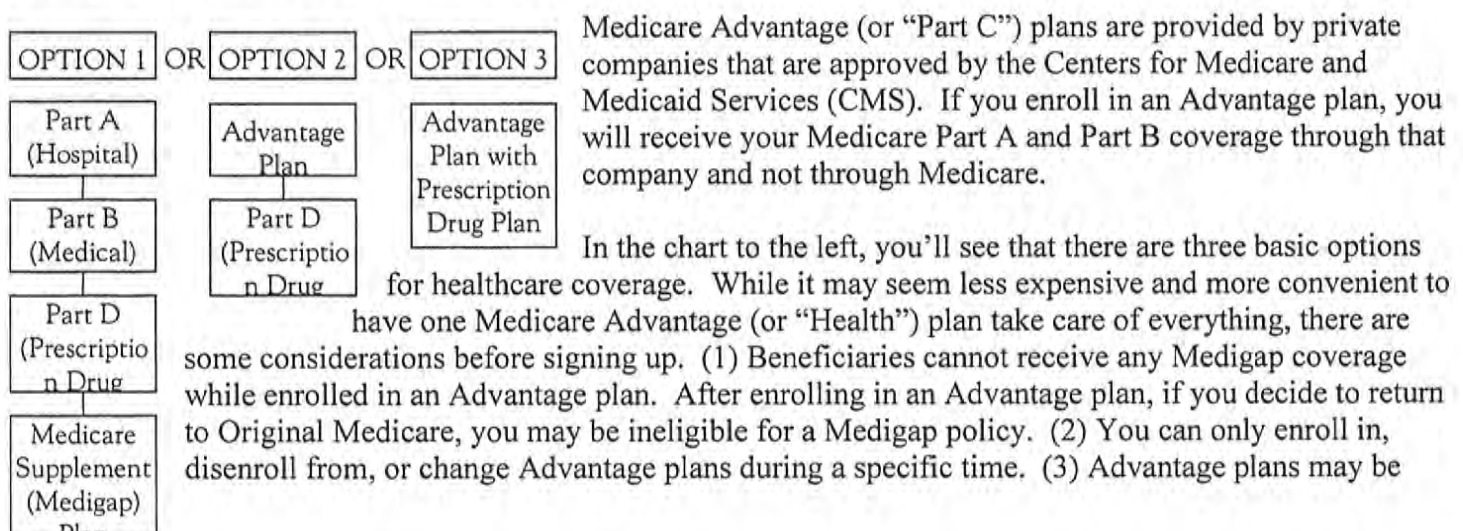 OPTION 1 OR OPTION 2 OR OPTION 3
Part A
(Hospital)
Part B
(Medical)
Part D
(Prescriptio
n Drug
Medicare
Supplement
(Medigap)
Plan
Advantage
Plan
Part D
(Prescriptio
n Drug
Advantage
Plan with
Prescription
Drug Plan
Medicare Advantage (or “Part C”) plans are provided by private
companies that are approved by the Centers for Medicare and
Medicaid Services (CMS). If you enroll in an Advantage plan, you
will receive your Medicare Part A and Part B coverage through that
company and not through Medicare.
In the chart to the left, you’ll see that there are three basic options
for healthcare coverage. While it may seem less expensive and more convenient to
have one Medicare Advantage (or “Health”) plan take care of everything, there are
some considerations before signing up. (1) Beneficiaries cannot receive any Medigap coverage
while enrolled in an Advantage plan. After enrolling in an Advantage plan, if you decide to return
to Original Medicare, you may be ineligible for a Medigap policy. (2) You can only enroll in,
disenroll from, or change Advantage plans during a specific time. (3) Advantage plans may be